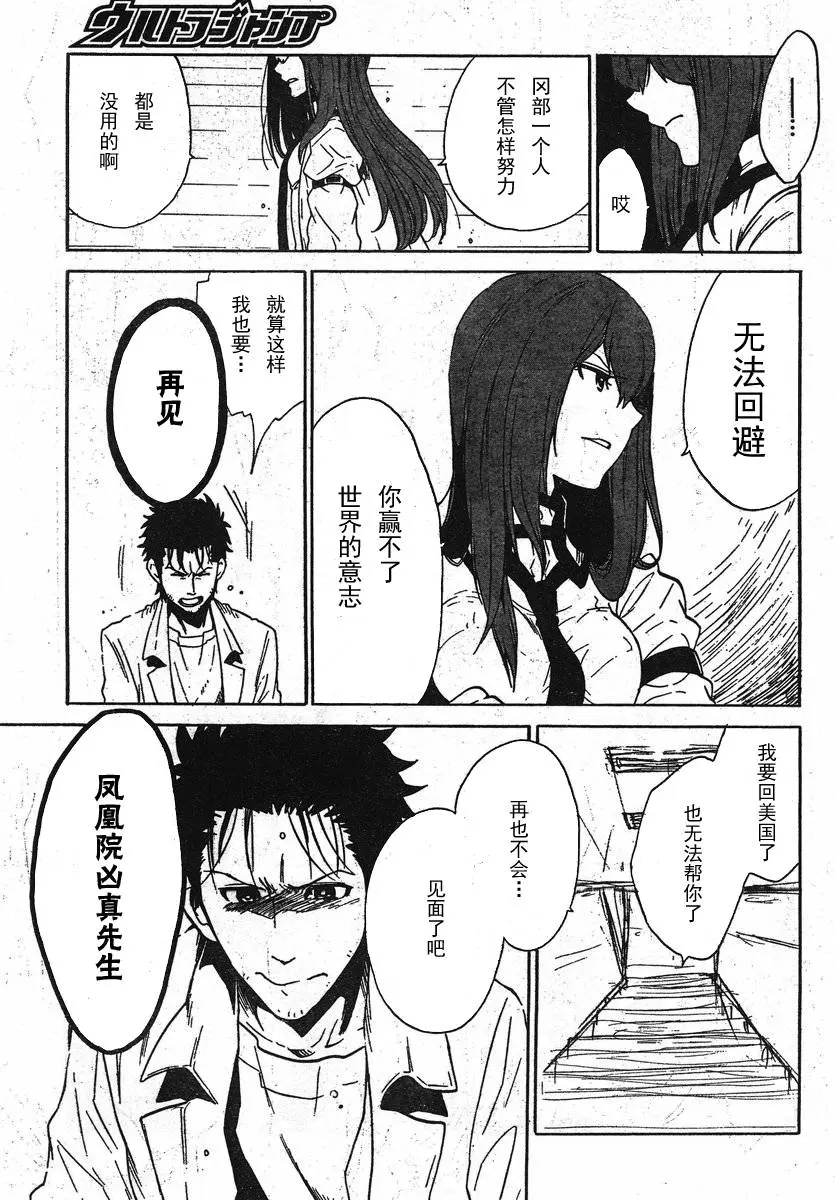 ウルトラジャンプ
………
哎
冈部一个人
不管怎样努力
都是
没用的啊
无法回避
你赢不了
世界的意志
就算这样
我也要…
再见
我要回美国了
也无法帮你了
再也不会…
见面了吧
凤凰院凶真先生